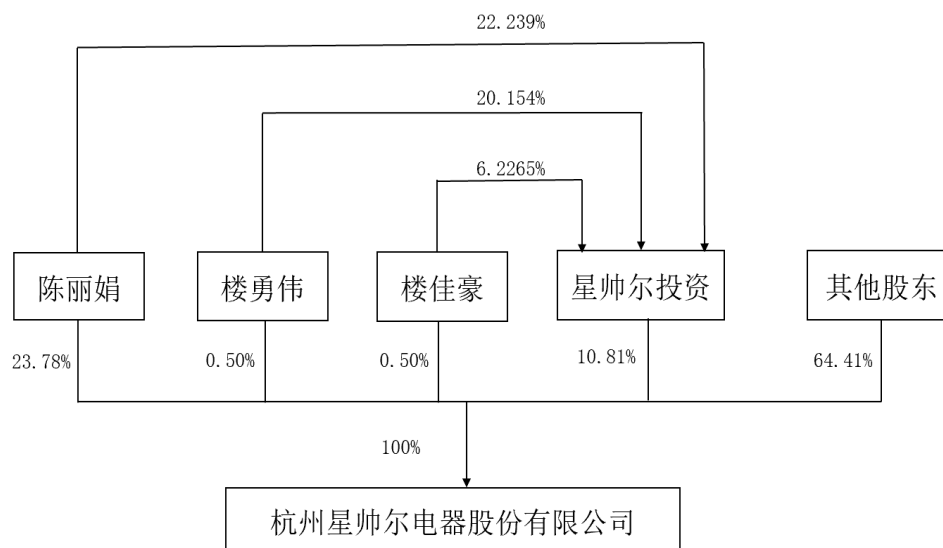 22.239%
20.154%
6.2265%
陈丽娟
楼勇伟
楼佳豪
星帅尔投资
其他股东
23.78%
0.50%
0.50%
10.81%
64.41%
100%
杭州星帅尔电器股份有限公司